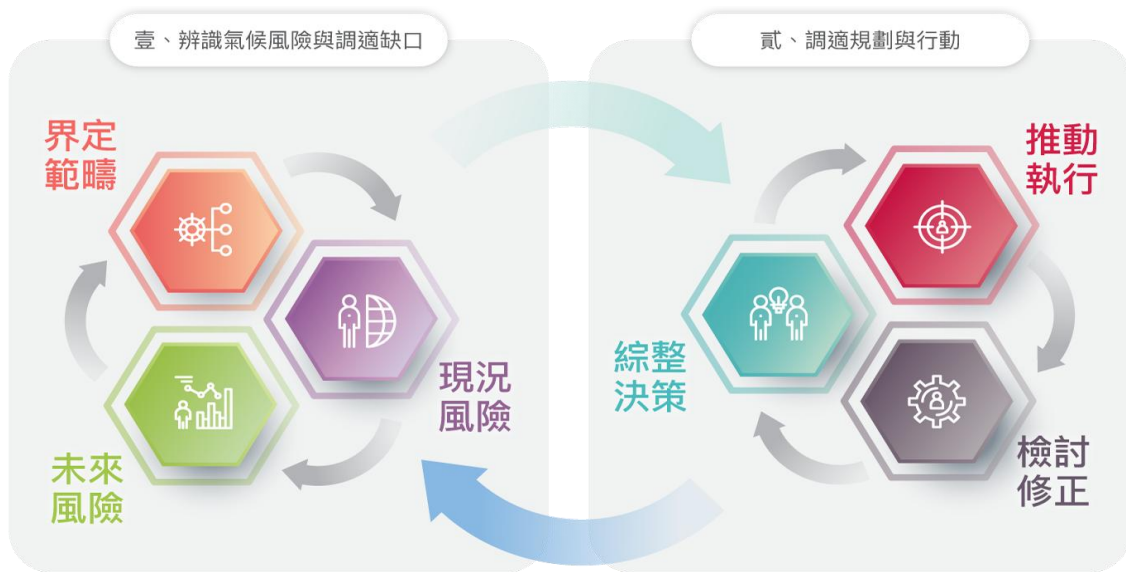 壹、辨識氣候風險與調適缺口
貳、調適規劃與行動
界定
範疇
現況
風險
未來
風險
推動
執行
綜整
決策
檢討
修正